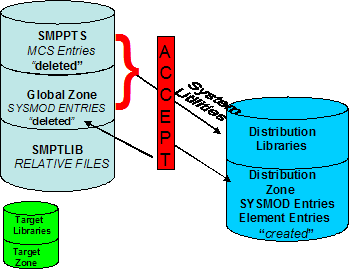 SMPPTS
MCS Entries
“deleted”
Global Zone
SYSMOD ENTRIES
“deleted”
SMPTLIB
RELATIVE FILES
ACCEPT
System
Utilities
Distribution
Libraries
Distribution
Zone
SYSMOD Entries
Element Entries
“created”
Target
Libraries
Target
Zone